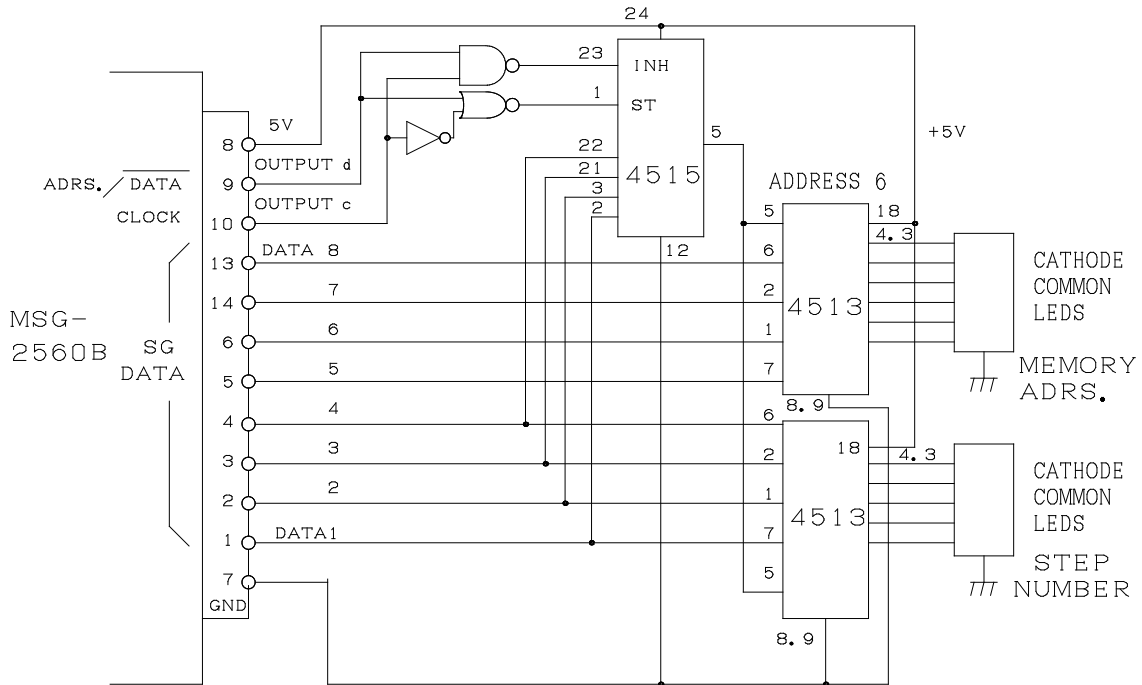 24
23
INH
1
ST
5V
8
5
+5V
OUTPUT d
22
ADRS./DATA
9
21
4515
ADDRESS 6
OUTPUT c
3
CLOCK
10
2
5
18
12
4.3
DATA 8
13
6
CATHODE
COMMON
LEDS
7
14
2
4513
MSG-
2560B
6
6
1
SG
DATA
5
5
7
MEMORY
ADRS.
8.9
4
4
6
18
4.3
3
3
2
CATHODE
COMMON
LEDS
2
2
1
4513
1
DATA1
7
7
5
STEP
NUMBER
GND
8.9